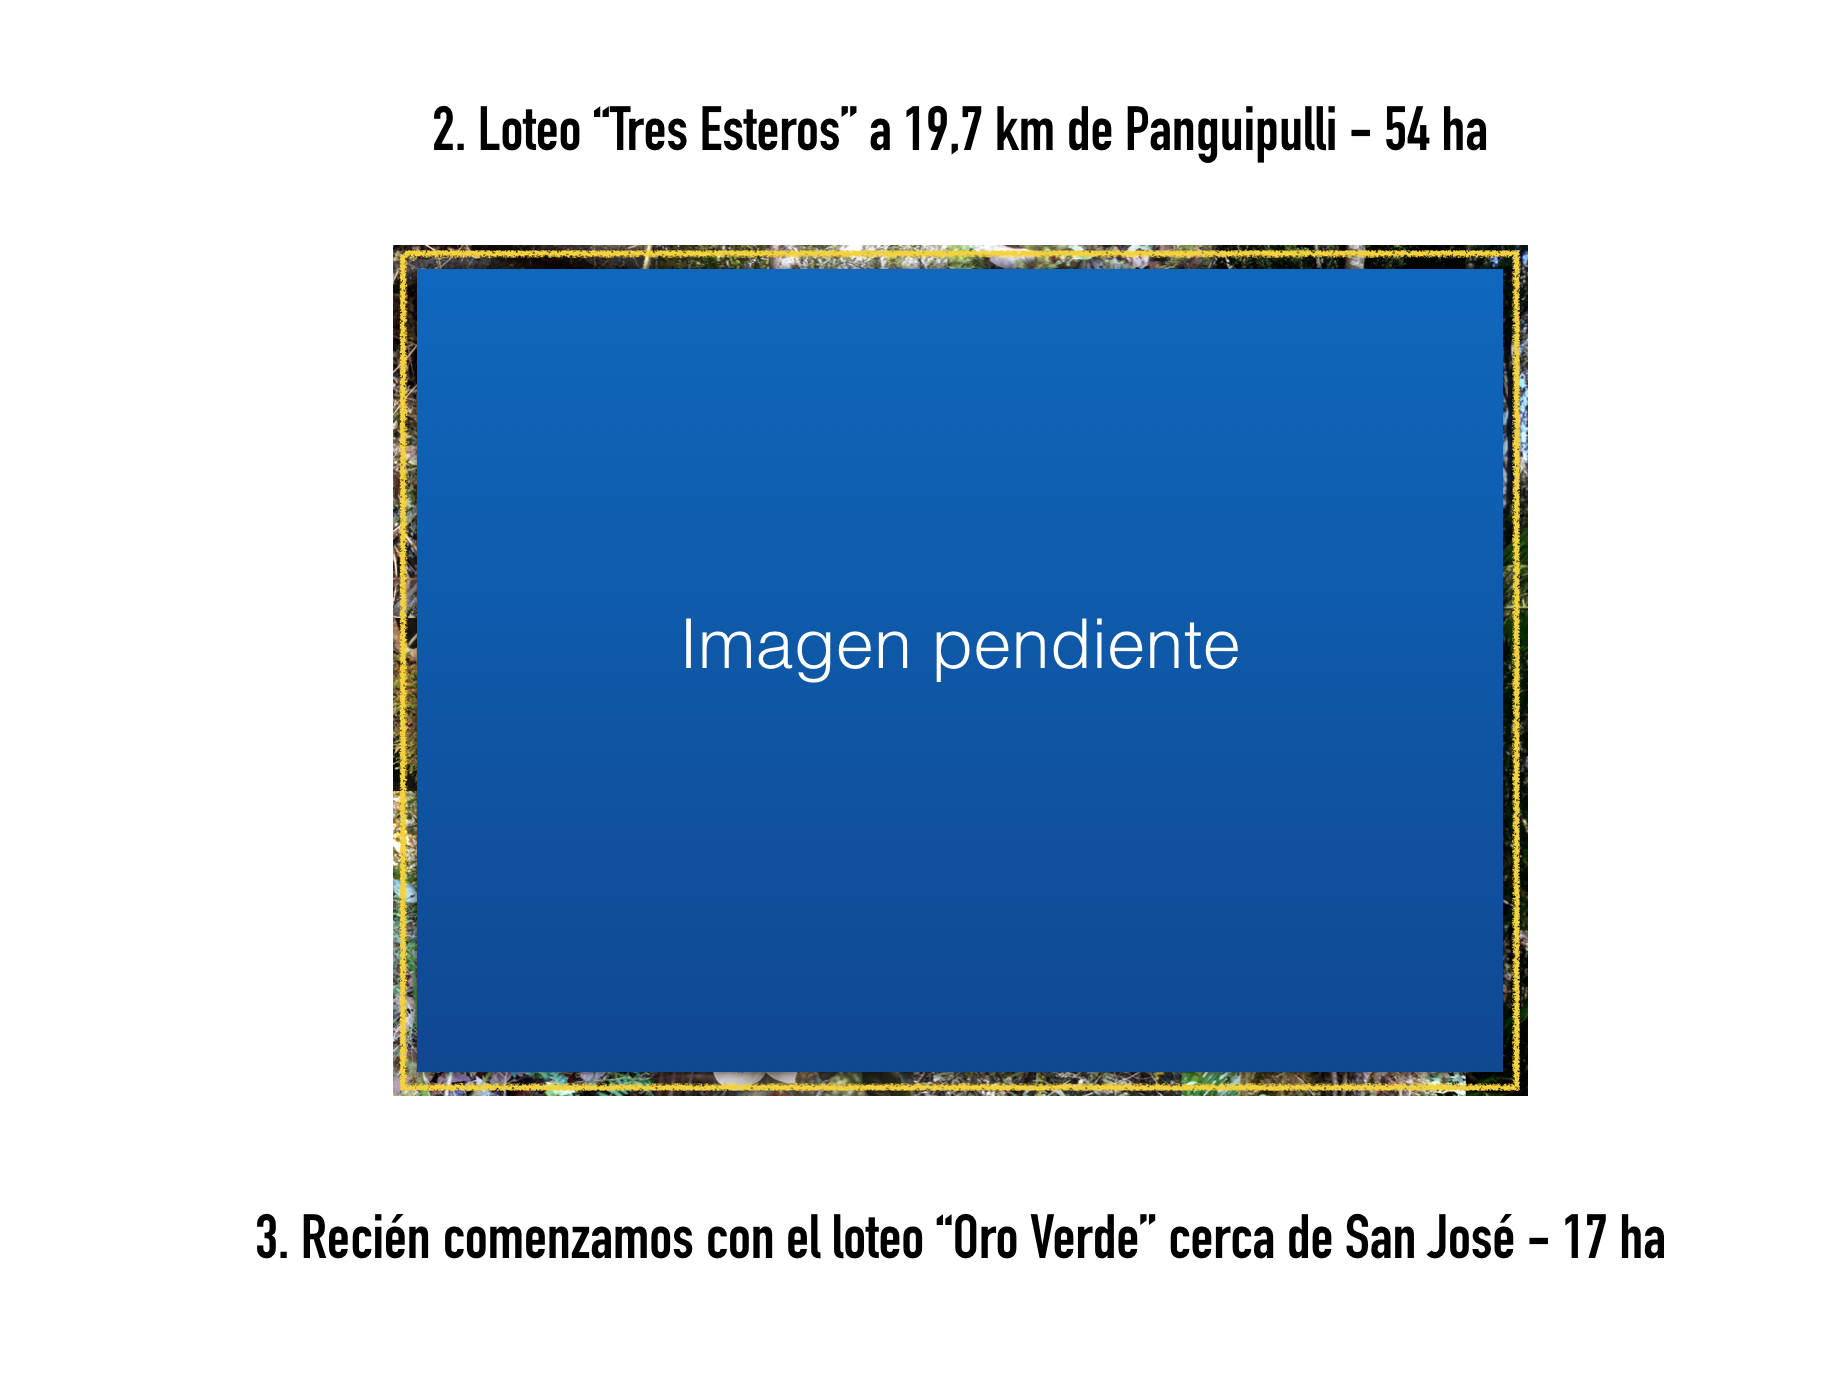 2. Loteo “Tres Esteros” a 19,7 km de Panguipulli – 54 ha
Imagen pendiente
3. Recién comenzamos con el loteo “Oro Verde” cerca de San José – 17 ha